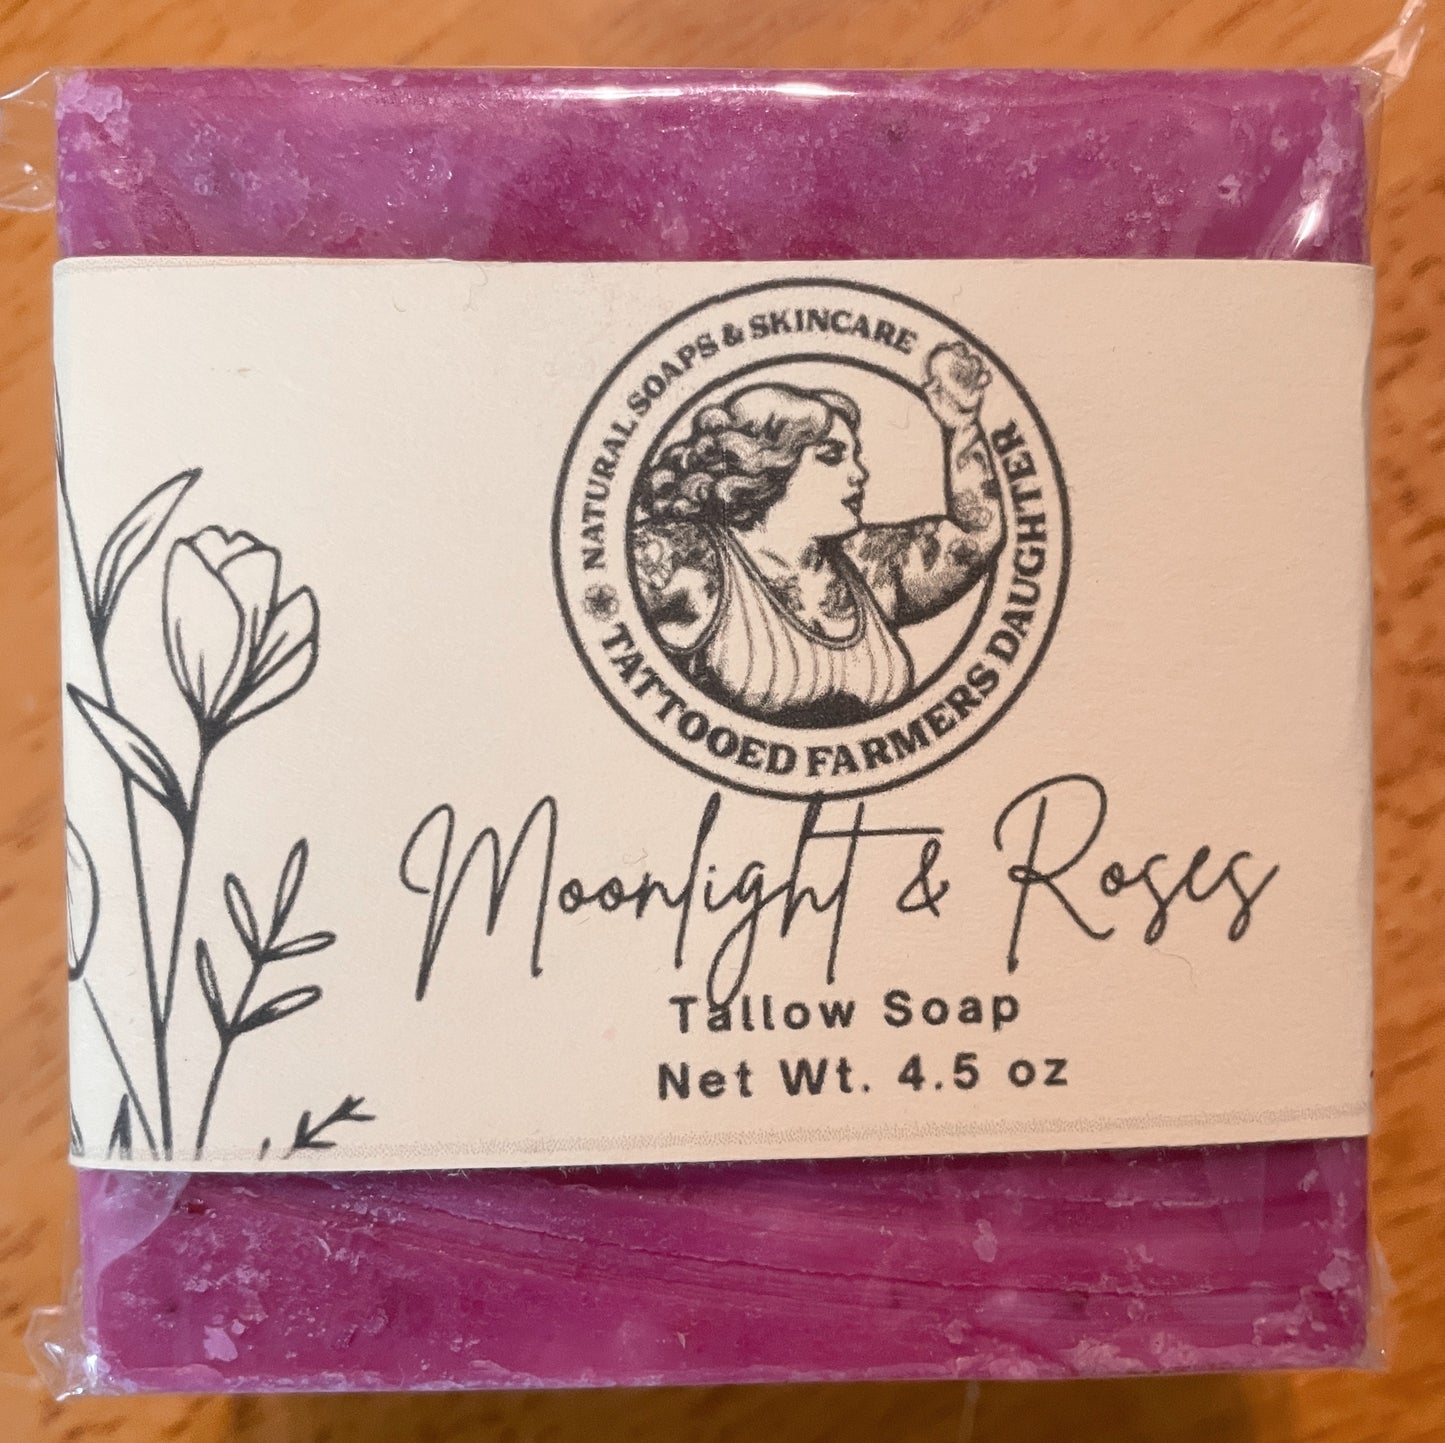 NATURAL SOAPS & SKINCARE
TATTOOED FARMERS DAUGHTER
Moonlight & Roses
Tallow Soap
Net Wt. 4.5 oz